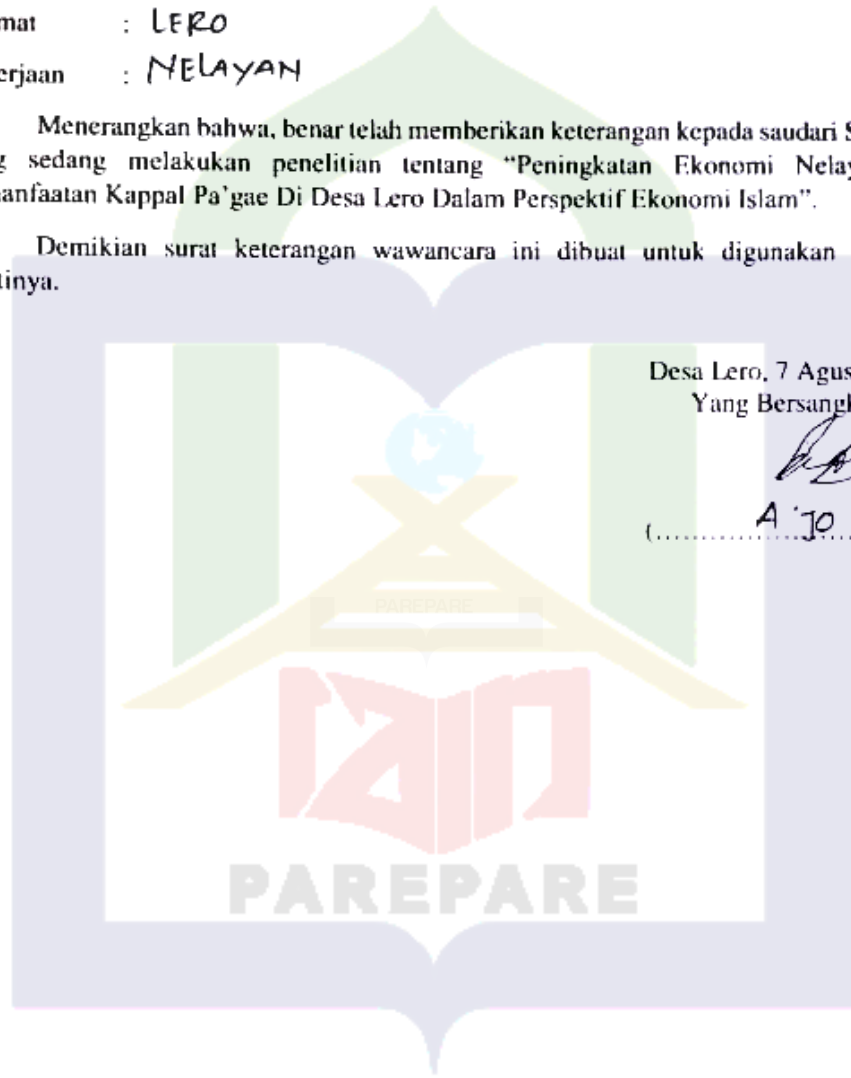 mat : LERO
erjaan : NELAYAN
Menerangkan bahwa, benar telah memberikan keterangan kepada saudari S
g sedang melakukan penelitian tentang “Peningkatan Ekonomi Nelay
anfaatan Kappal Pa’gae Di Desa Lero Dalam Perspektif Ekonomi Islam”.
Demikian surat keterangan wawancara ini dibuat untuk digunakan
tinya.
Desa Lero, 7 Agus
Yang Bersangk
(............ A'JO ....
PAREPARE
iain
PAREPARE